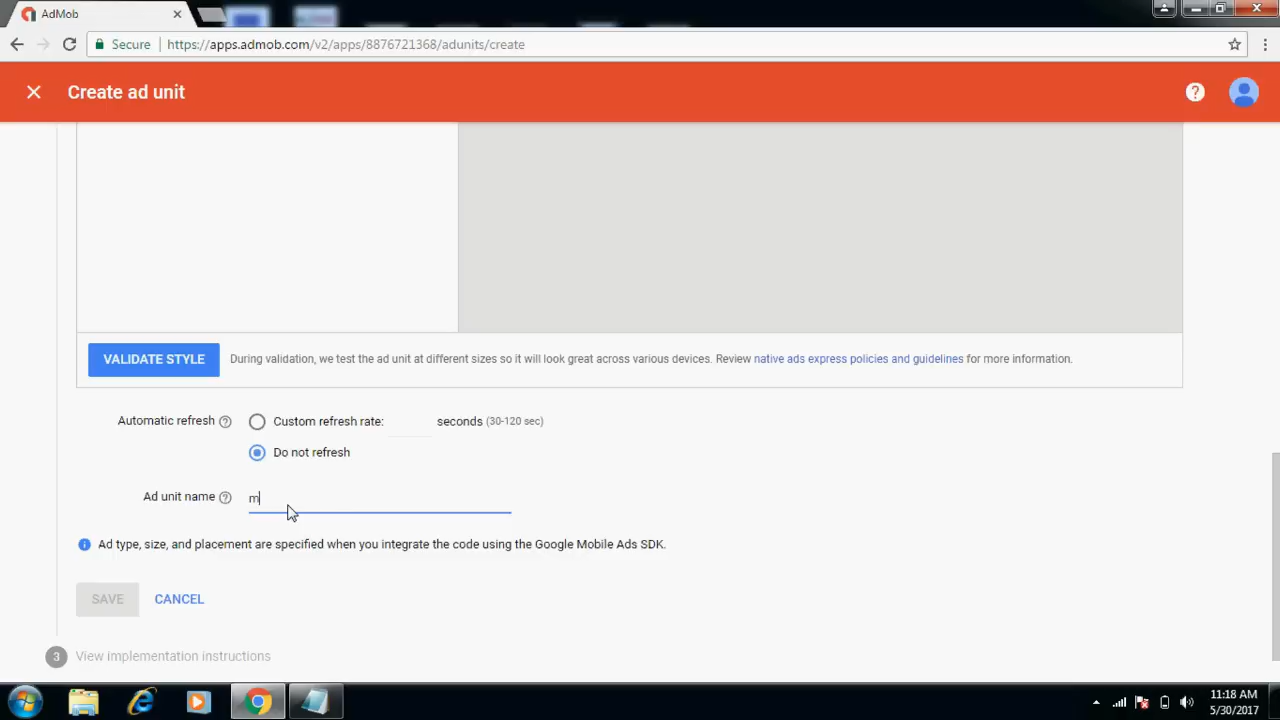 AdMob
Secure
https://apps.admob.com/v2/apps/8876721368/adunits/create
Create ad unit
VALIDATE STYLE
During validation, we test the ad unit at different sizes so it will look great across various devices. Review native ads express policies and guidelines for more information.
Automatic refresh ?
Custom refresh rate: seconds (30-120 sec)
Do not refresh
Ad unit name ?
m
Ad type, size, and placement are specified when you integrate the code using the Google Mobile Ads SDK.
SAVE CANCEL
3 View implementation instructions
11:18 AM
5/30/2017